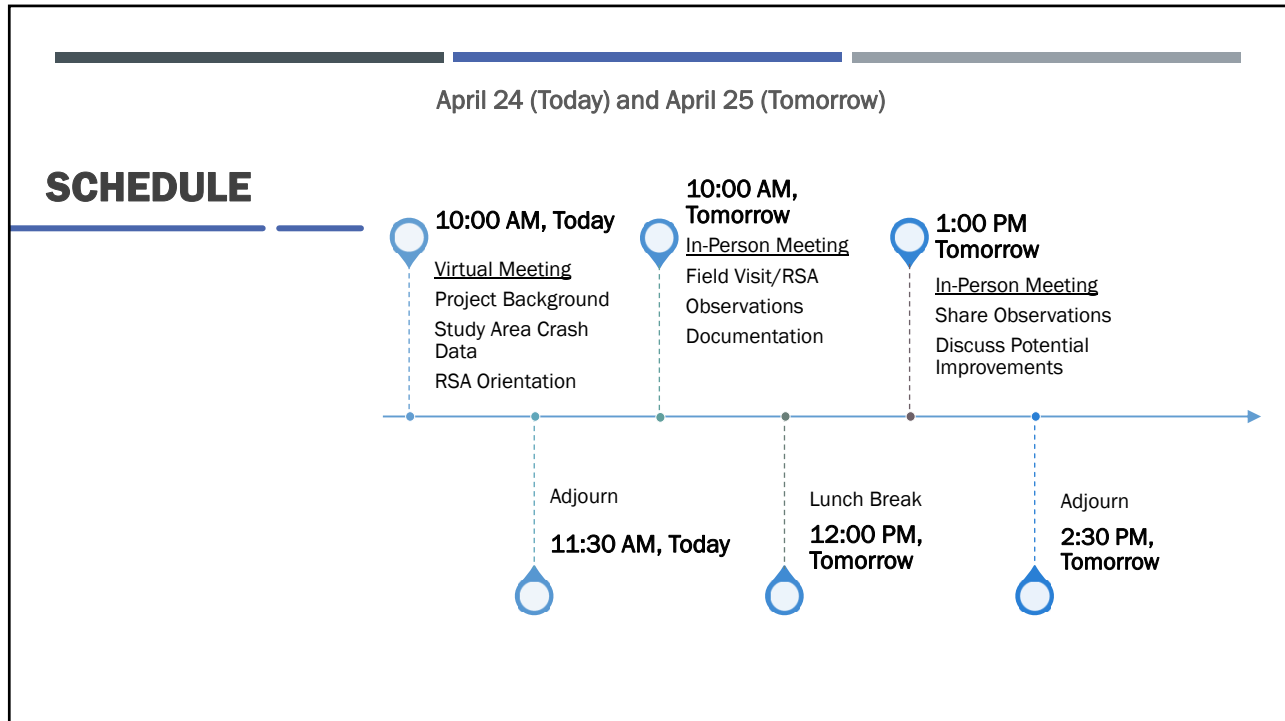 April 24 (Today) and April 25 (Tomorrow)
SCHEDULE
10:00 AM, Today
Virtual Meeting
Project Background
Study Area Crash
Data
RSA Orientation
Adjourn
11:30 AM, Today
10:00 AM,
Tomorrow
In-Person Meeting
Field Visit/RSA
Observations
Documentation
Lunch Break
12:00 PM,
Tomorrow
1:00 PM
Tomorrow
In-Person Meeting
Share Observations
Discuss Potential
Improvements
Adjourn
2:30 PM,
Tomorrow